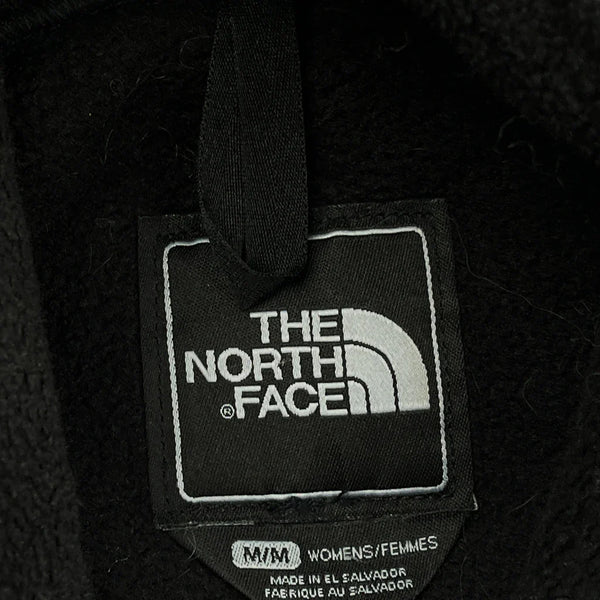 THE
NORTH
®FACE
M/M WOMENS/FEMMES
MADE IN EL SALVADOR
FABRIQUE AU SALVADOR